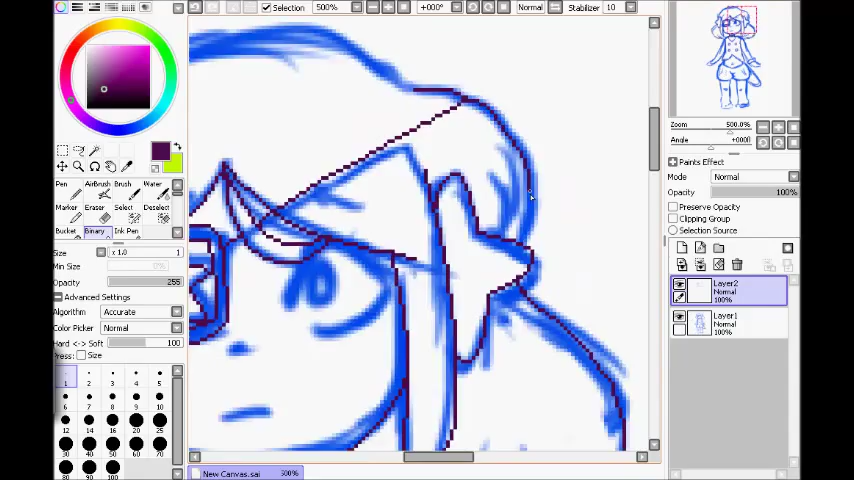 Selection 500% +000° Normal Stabilizer 10
Zoom 500.0%
Angle +000°
Paints Effect
Mode Normal
Opacity 100%
Preserve Opacity
Clipping Group
Selection Source
Layer2
Normal
100%
Layer1
Normal
100%
Pen AirBrush Brush Water
Marker Eraser Select Deselect
Bucket Binary
Size x 1.0 1
Min Size 0%
Opacity 255
Advanced Settings
Algorithm Accurate
Color Picker Normal
Hard <-> Soft 100
Press: Size
1 2 3 4 5
6 7 8 9 10
12 14 16 20 25
30 40 50 60 70
80 90 100
New Canvas.sai 500%